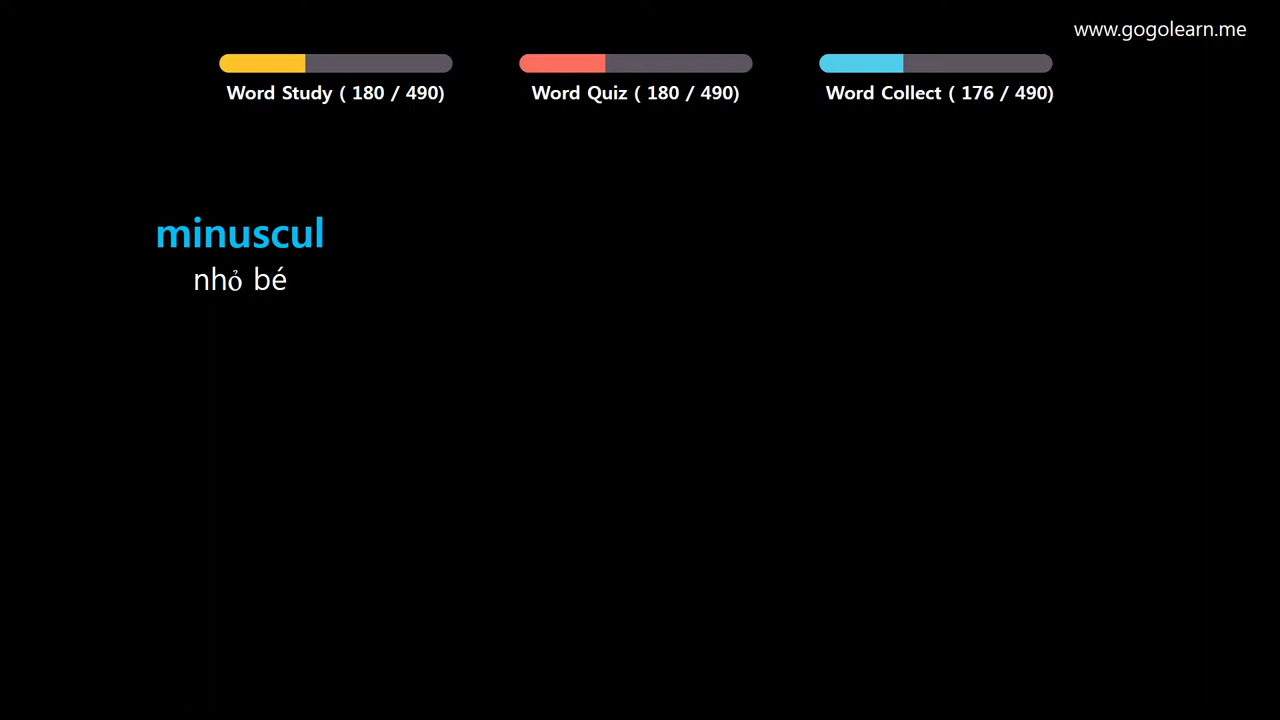 www.gogolearn.me
Word Study ( 180 / 490)
Word Quiz ( 180 / 490)
Word Collect ( 176 / 490)
minuscul
nhỏ bé